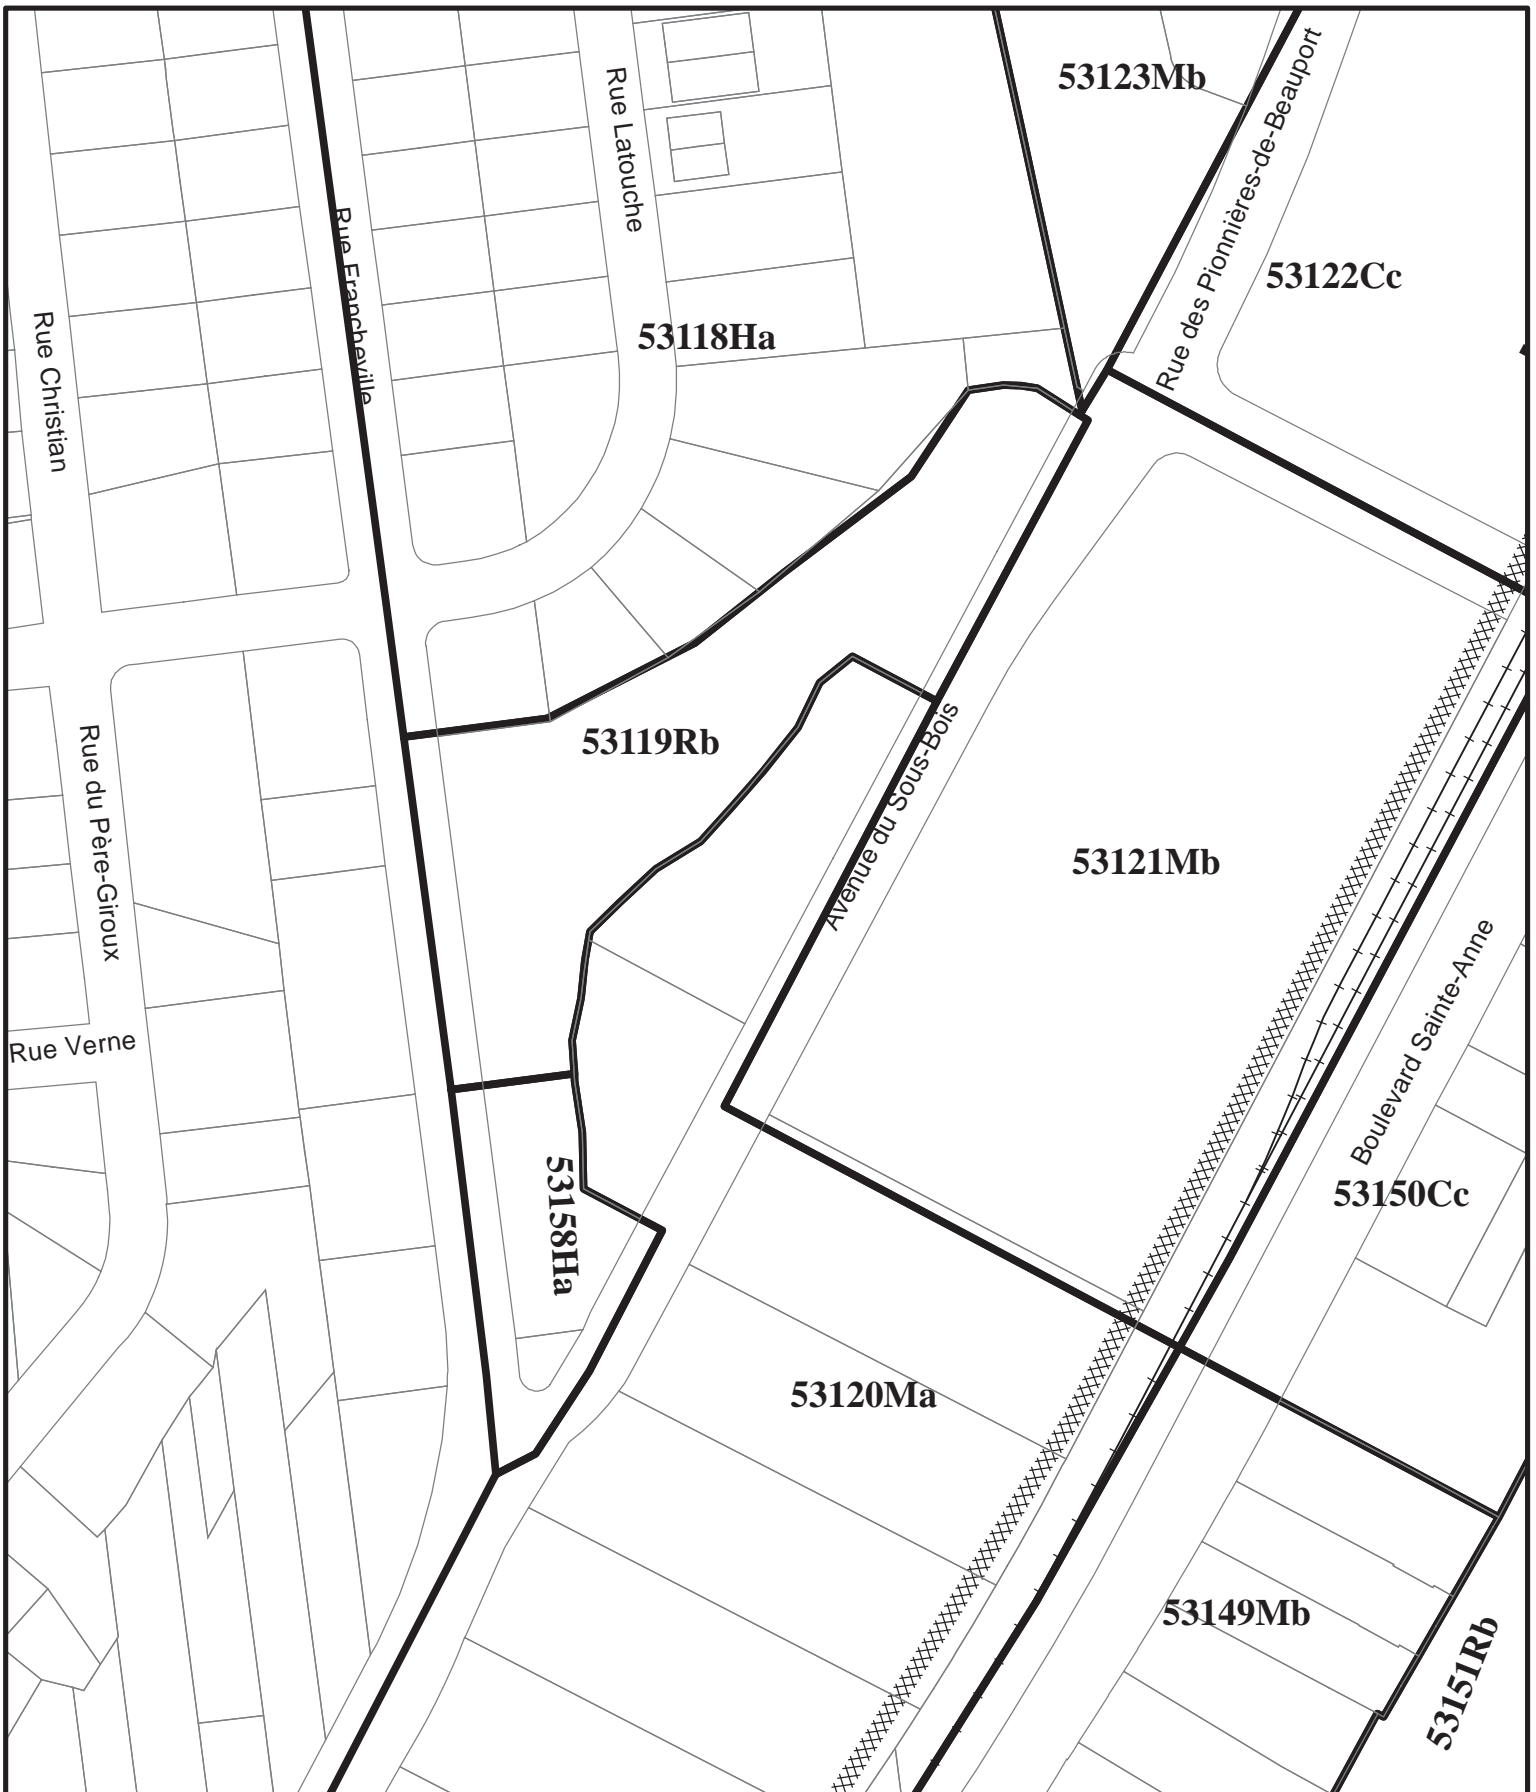 53123Mb
Rue des Pionnières-de-Beauport
Rue Latouche
53122Cc
Rue Francheville
53118Ha
Rue Christian
53119Rb
Rue du Père-Giroux
Avenue du Sous-Bois
53121Mb
Rue Verne
Boulevard Sainte-Anne
53158Ha
53150Cc
53120Ma
53149Mb
53151Rb